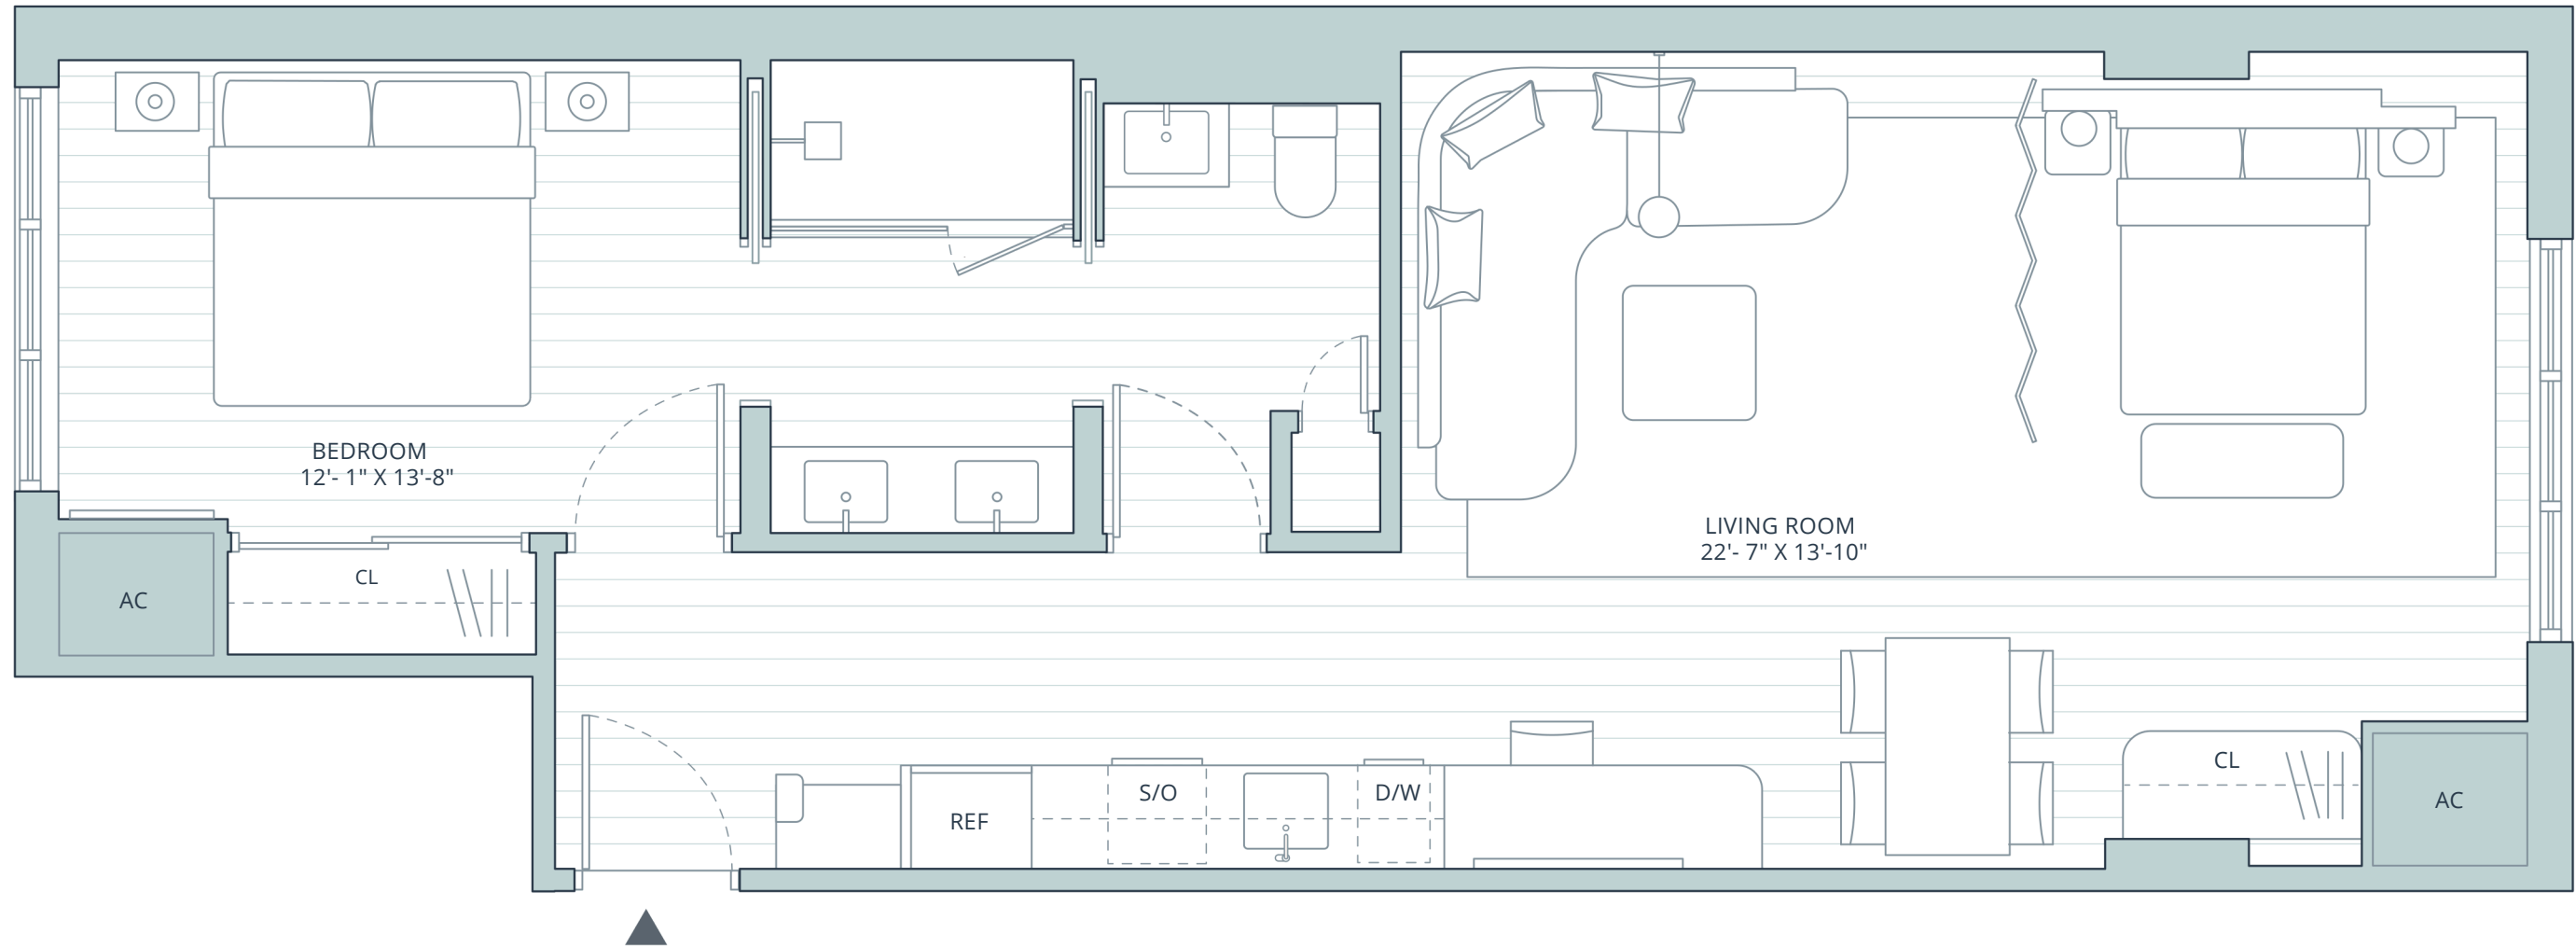 BEDROOM
12'- 1" X 13'-8"
AC
CL
LIVING ROOM
22'- 7" X 13'-10"
REF
S/O
D/W
CL
AC